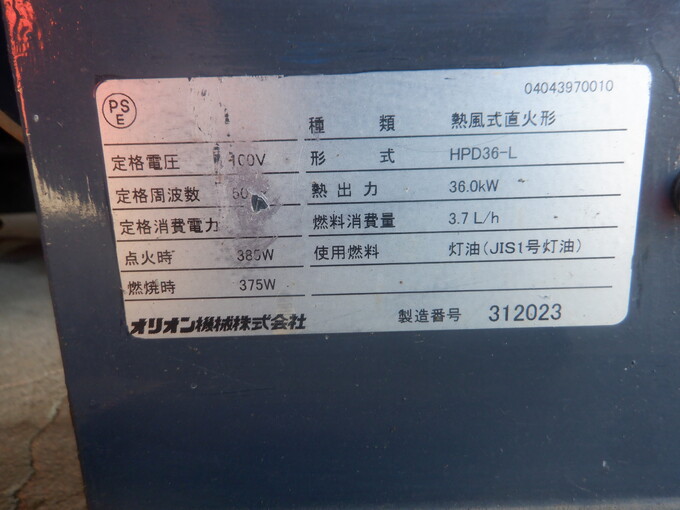 04043970010
PS
E
種類 熱風式直火形
定格電圧 100V 形式 HPD36-L
定格周波数 50 熱出力 36.0kW
定格消費電力 燃料消費量 3.7 L/h
点火時 385W 使用燃料 灯油(JIS1号灯油)
燃焼時 375W
オリオン機械株式会社 製造番号 312023